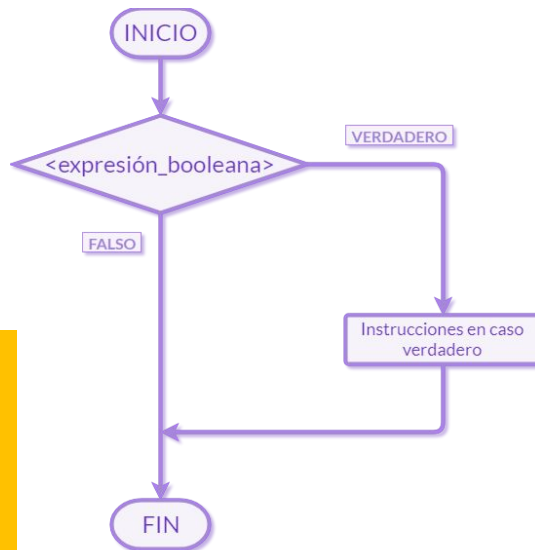 INICIO
<expresión_booleana>
VERDADERO
FALSO
Instrucciones en caso
verdadero
FIN